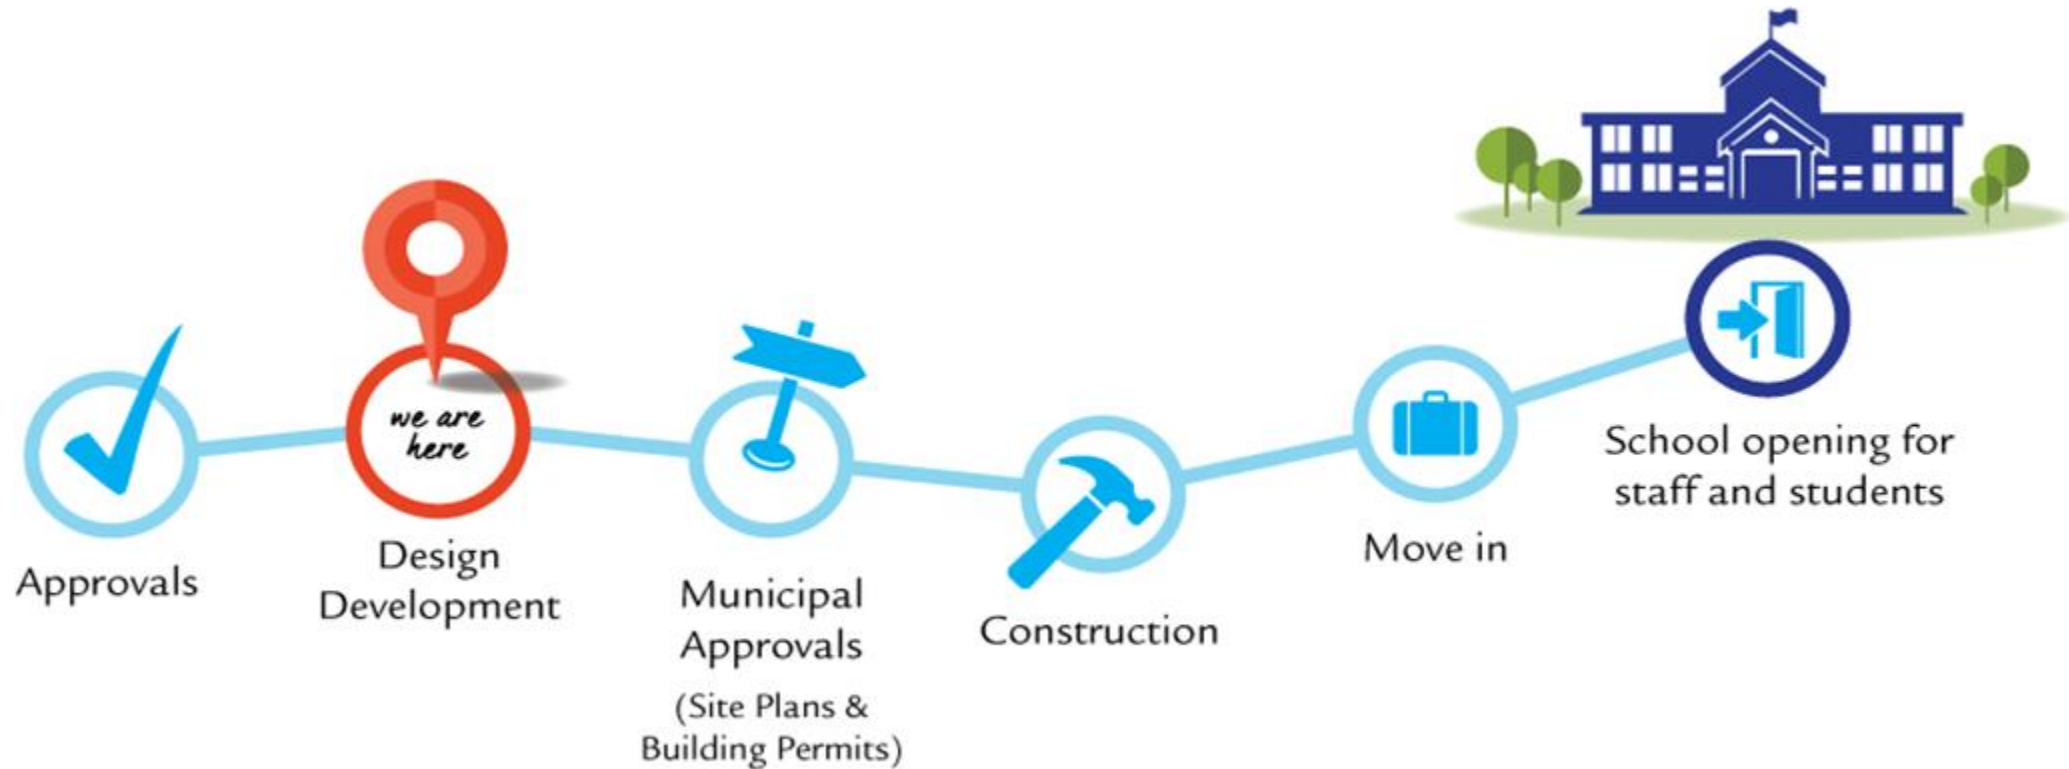 we are
here
Approvals
Design
Development
Municipal
Approvals
(Site Plans &
Building Permits)
Construction
Move in
School opening for
staff and students